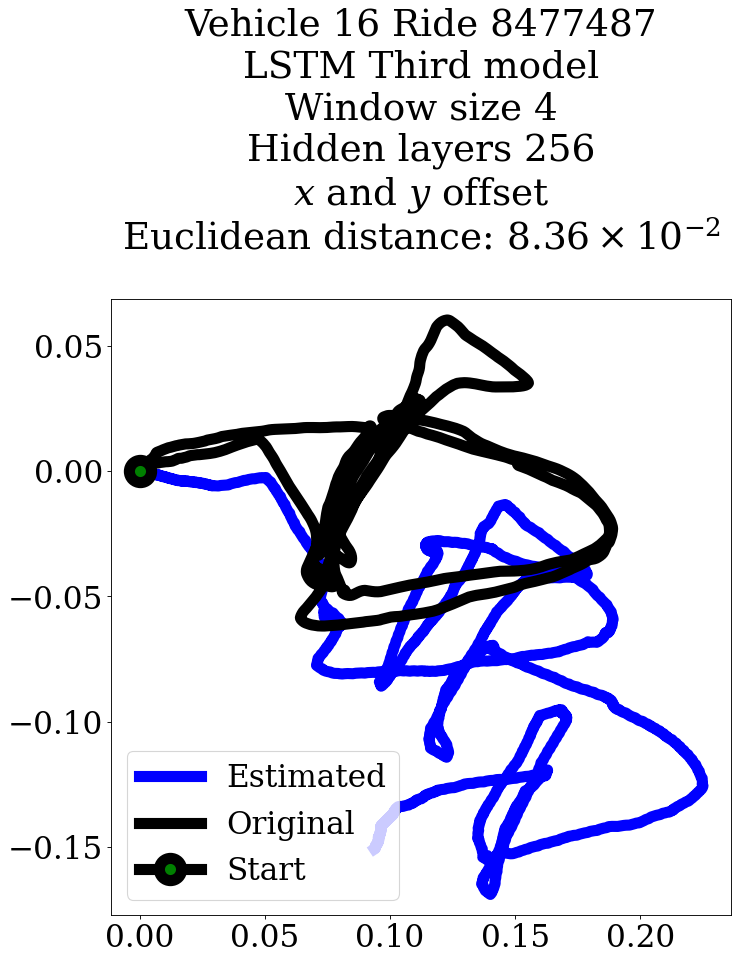 Vehicle 16 Ride 8477487
LSTM Third model
Window size 4
Hidden layers 256
x and y offset
Euclidean distance: 8.36 × 10⁻²
0.05
0.00
−0.05
−0.10
−0.15
Estimated
Original
Start
0.00 0.05 0.10 0.15 0.20